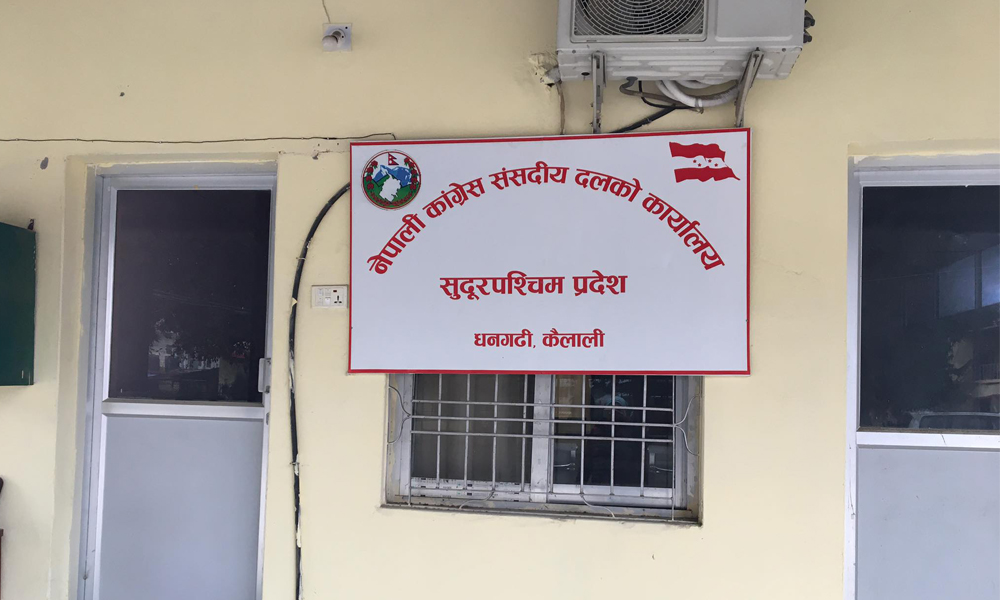 नेपाली कांग्रेस संसदीय दलको कार्यालय
सुदूरपश्चिम प्रदेश
धनगढी, कैलाली